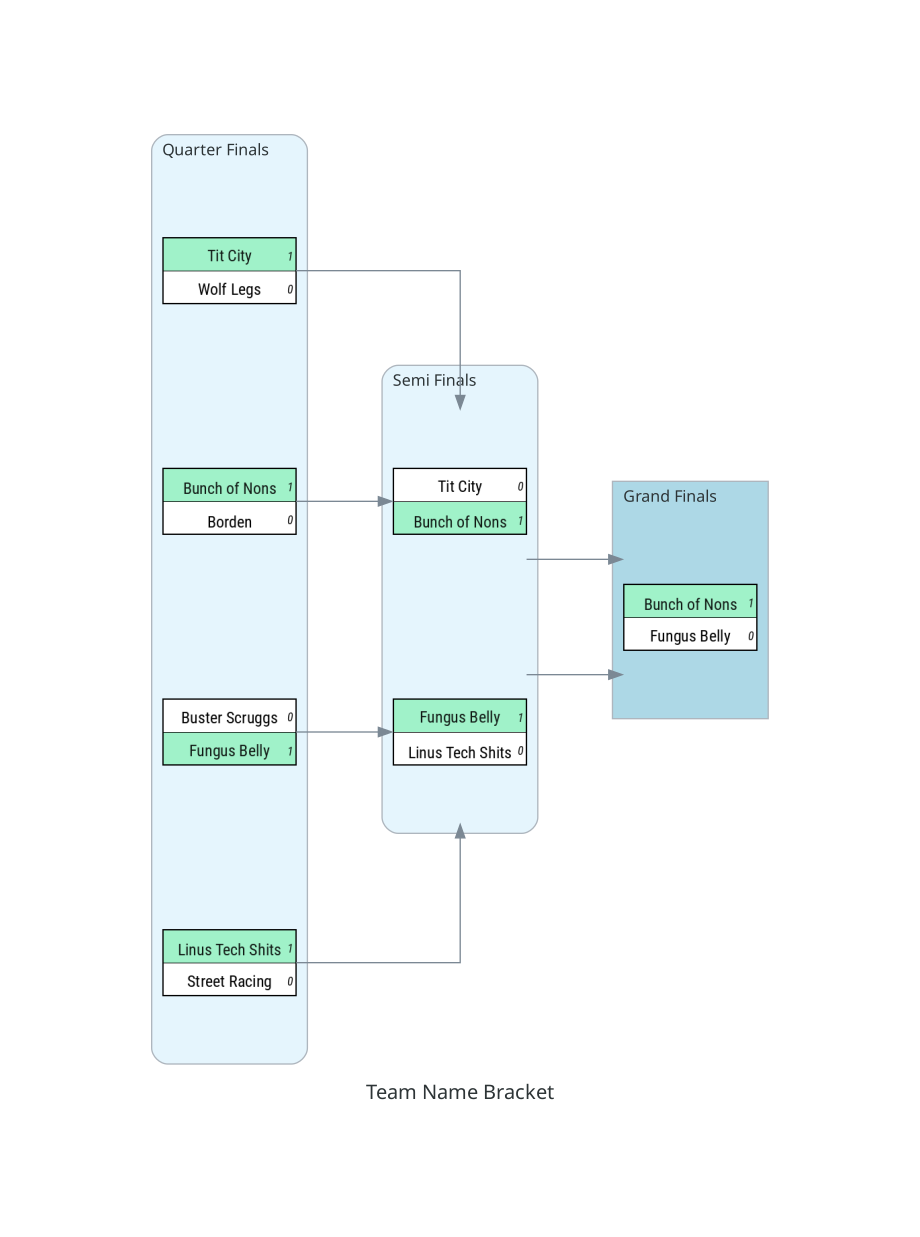 Quarter Finals
Tit City 1
Wolf Legs 0
Bunch of Nons 1
Borden 0
Buster Scruggs 0
Fungus Belly 1
Linus Tech Shits 1
Street Racing 0
Semi Finals
Tit City 0
Bunch of Nons 1
Fungus Belly 1
Linus Tech Shits 0
Grand Finals
Bunch of Nons 1
Fungus Belly 0
Team Name Bracket